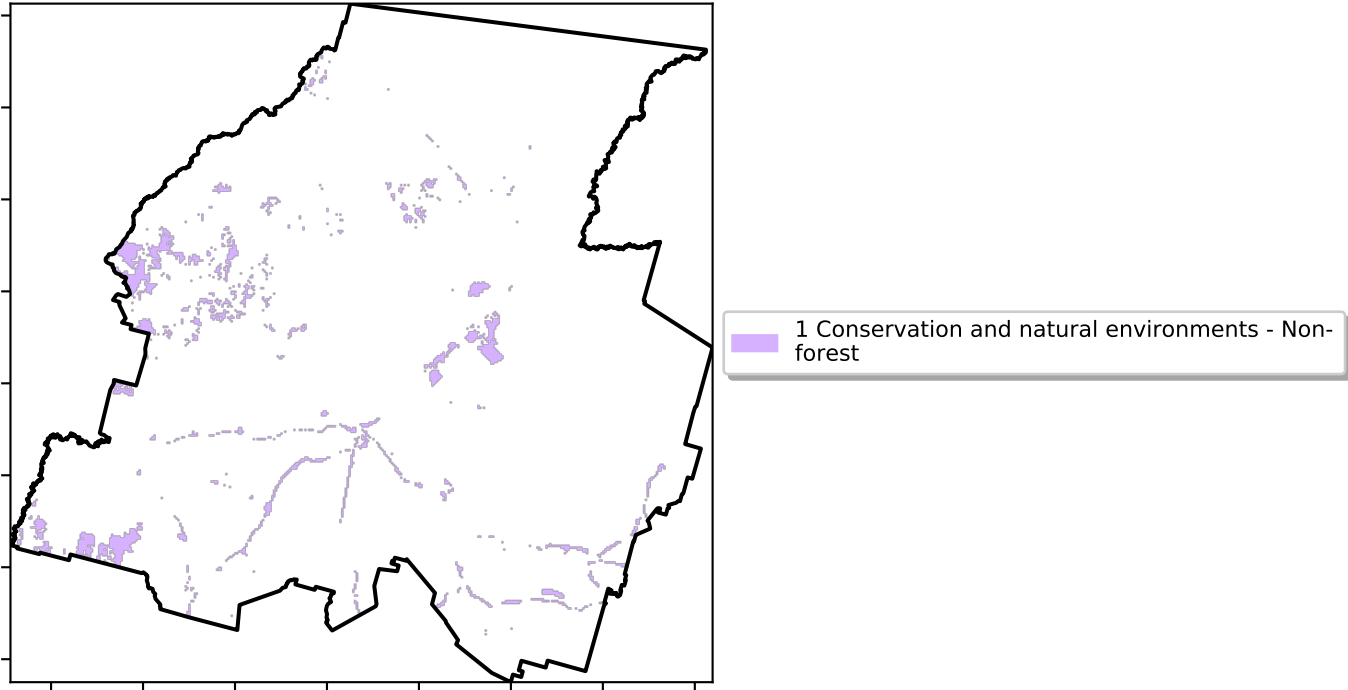 1 Conservation and natural environments - Non-
forest